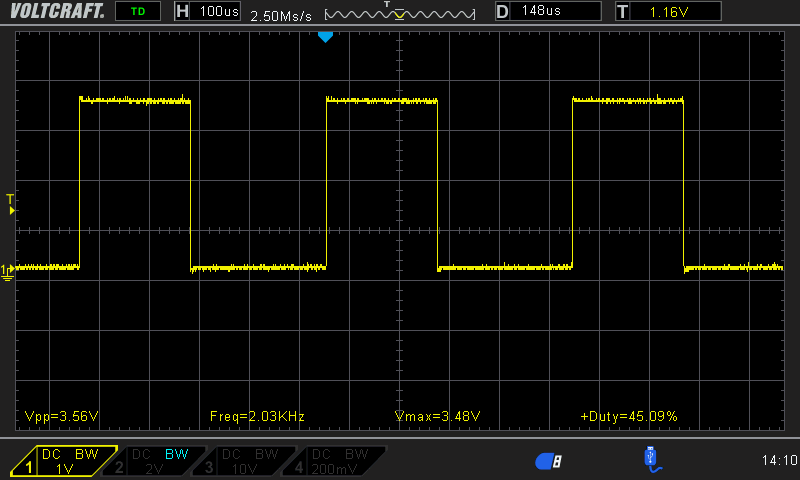 VOLTCRAFT. TD H 100us 2.50Ms/s T D 148us T 1.16V
T
1
Vpp=3.56V Freq=2.03KHz Vmax=3.48V +Duty=45.09%
1 DC BW 1V 2 DC BW 2V 3 DC BW 10V 4 DC BW 200mV
14:10